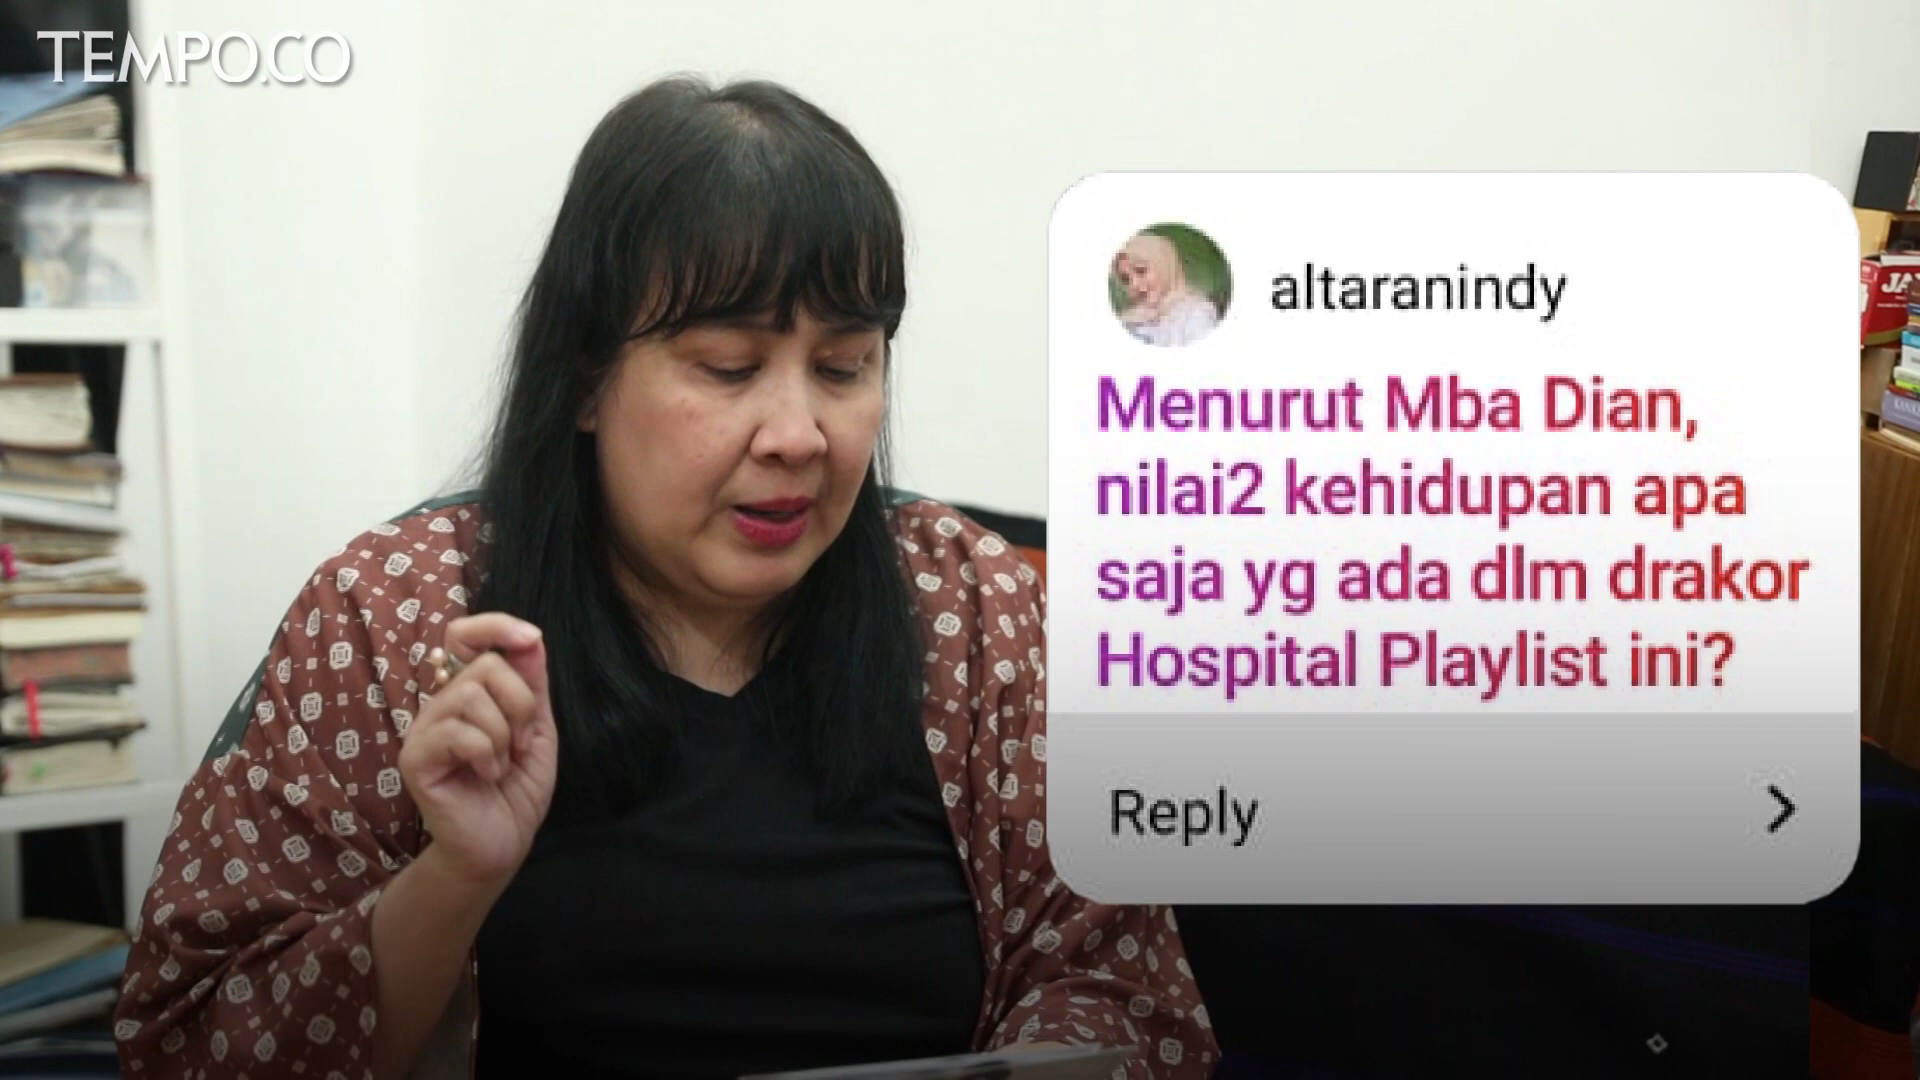 TEMPO.CO
altaranindy
Menurut Mba Dian,
nilai2 kehidupan apa
saja yg ada dlm drakor
Hospital Playlist ini?
Reply